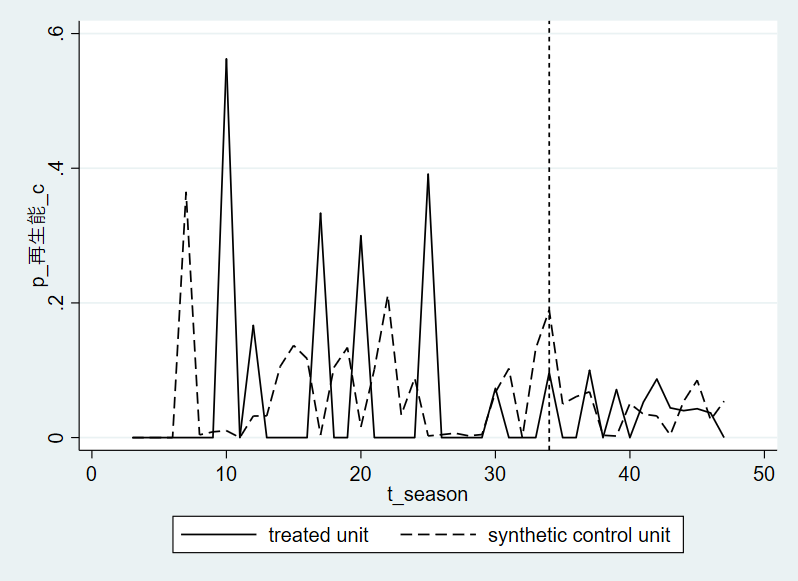 .6
.4
.2
0
p_再生能_c
0 10 20 30 40 50
t_season
treated unit synthetic control unit